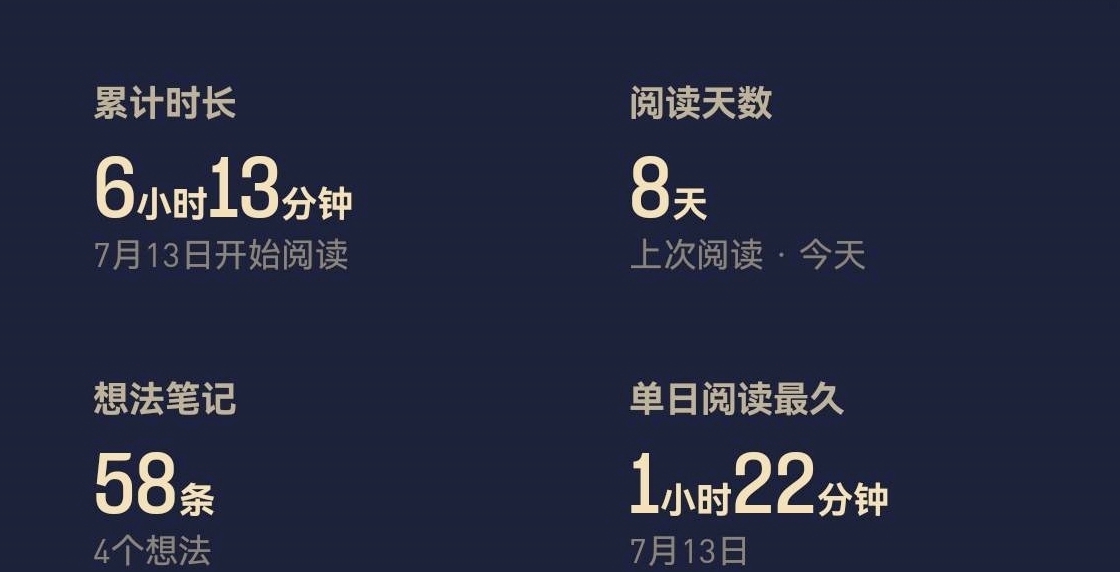 累计时长
6小时13分钟
7月13日开始阅读
阅读天数
8天
上次阅读 · 今天
想法笔记
58条
4个想法
单日阅读最久
1小时22分钟
7月13日